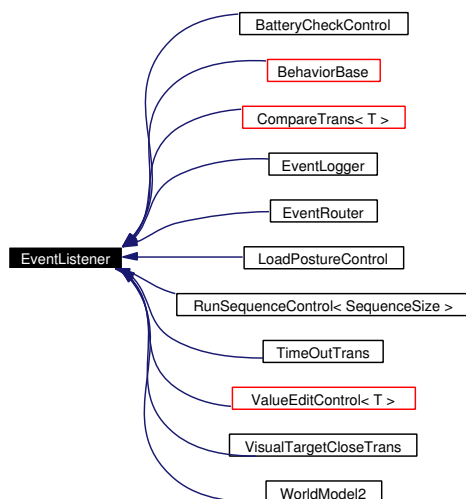 BatteryCheckControl
BehaviorBase
CompareTrans< T >
EventLogger
EventRouter
EventListener
LoadPostureControl
RunSequenceControl< SequenceSize >
TimeOutTrans
ValueEditControl< T >
VisualTargetCloseTrans
WorldModel2